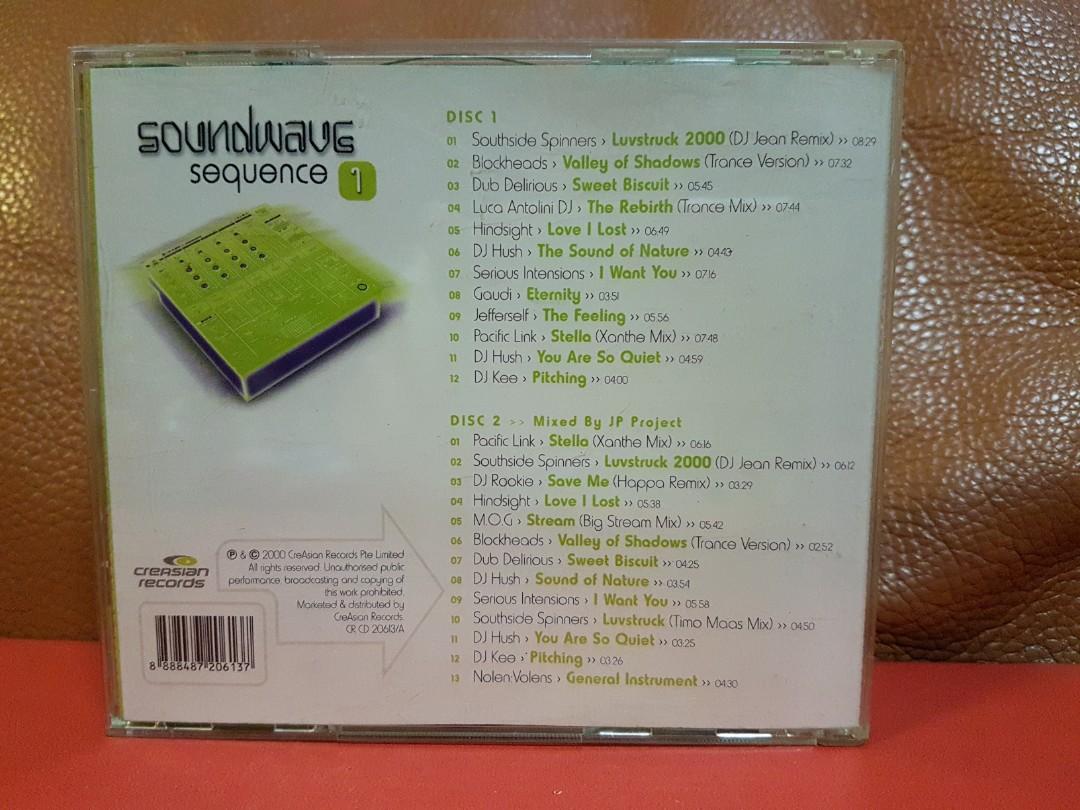 soundwave
sequence 1
DISC 1
01 Southside Spinners › Luvstruck 2000 (DJ Jean Remix) ›› 08:29
02 Blockheads › Valley of Shadows (Trance Version) ›› 07:32
03 Dub Delirious › Sweet Biscuit ›› 05:45
04 Luca Antolini DJ › The Rebirth (Trance Mix) ›› 07:44
05 Hindsight › Love I Lost ›› 06:49
06 DJ Hush › The Sound of Nature ›› 04:43
07 Serious Intensions › I Want You ›› 07:16
08 Gaudi › Eternity ›› 03:51
09 Jefferself › The Feeling ›› 05:56
10 Pacific Link › Stella (Xanthe Mix) ›› 07:48
11 DJ Hush › You Are So Quiet ›› 04:59
12 DJ Kee › Pitching ›› 04:00
DISC 2 >> Mixed By JP Project
01 Pacific Link › Stella (Xanthe Mix) ›› 06:16
02 Southside Spinners › Luvstruck 2000 (DJ Jean Remix) ›› 06:12
03 DJ Rookie › Save Me (Happa Remix) ›› 03:29
04 Hindsight › Love I Lost ›› 05:38
05 M.O.G › Stream (Big Stream Mix) ›› 05:42
06 Blockheads › Valley of Shadows (Trance Version) ›› 02:52
07 Dub Delirious › Sweet Biscuit ›› 04:25
08 DJ Hush › Sound of Nature ›› 03:54
09 Serious Intensions › I Want You ›› 05:58
10 Southside Spinners › Luvstruck (Timo Maas Mix) ›› 04:50
11 DJ Hush › You Are So Quiet ›› 03:25
12 DJ Kee › Pitching ›› 03:26
13 Nolen:Volens › General Instrument ›› 04:30
creasian
records
℗ & © 2000 CreAsian Records Pte Limited
All rights reserved. Unauthorised public
performance, broadcasting and copying of
this work prohibited.
Marketed & distributed by
CreAsian Records.
CR CD 20613/A
8 888487 206137